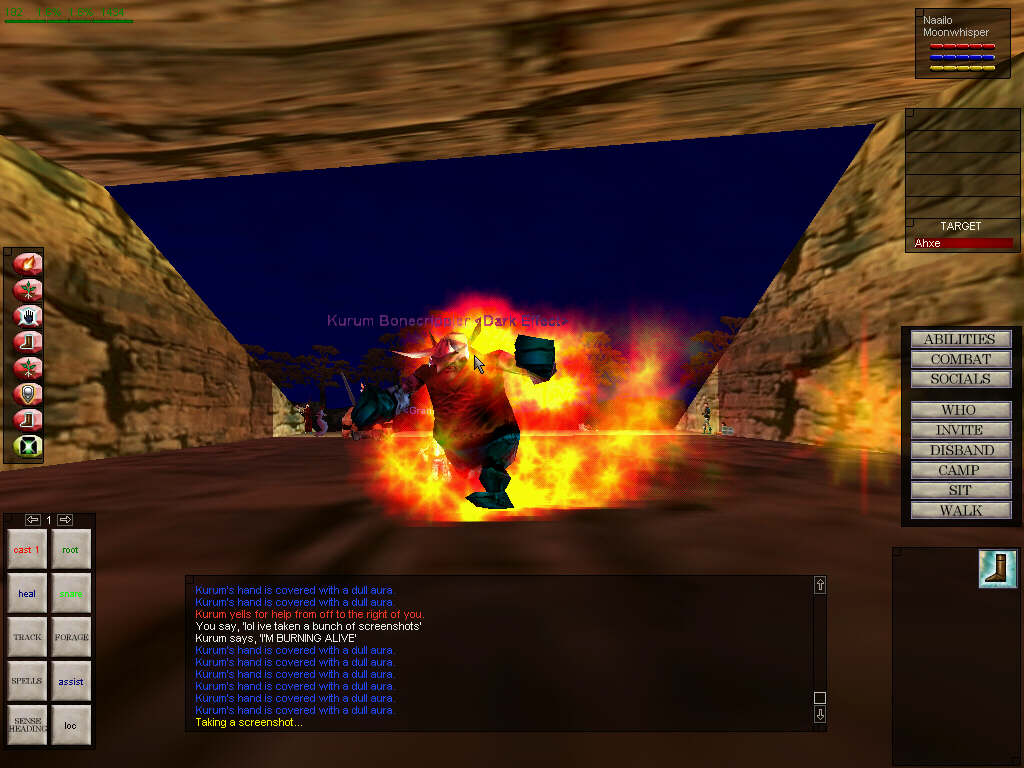 Naailo
Moonwhisper
TARGET
Ahxe
Kurum Bonecripp
ABILITIES
COMBAT
SOCIALS
WHO
INVITE
DISBAND
CAMP
SIT
WALK
1
cast 1
root
heal
snare
TRACK
FORAGE
SPELLS
assist
SENSE HEADING
loc
Kurum's hand is covered with a dull aura.
Kurum's hand is covered with a dull aura.
Kurum yells for help from off to the right of you.
You say, 'lol ive taken a bunch of screenshots'
Kurum says, 'I'M BURNING ALIVE'
Kurum's hand is covered with a dull aura.
Kurum's hand is covered with a dull aura.
Kurum's hand is covered with a dull aura.
Kurum's hand is covered with a dull aura.
Kurum's hand is covered with a dull aura.
Kurum's hand is covered with a dull aura.
Taking a screenshot...